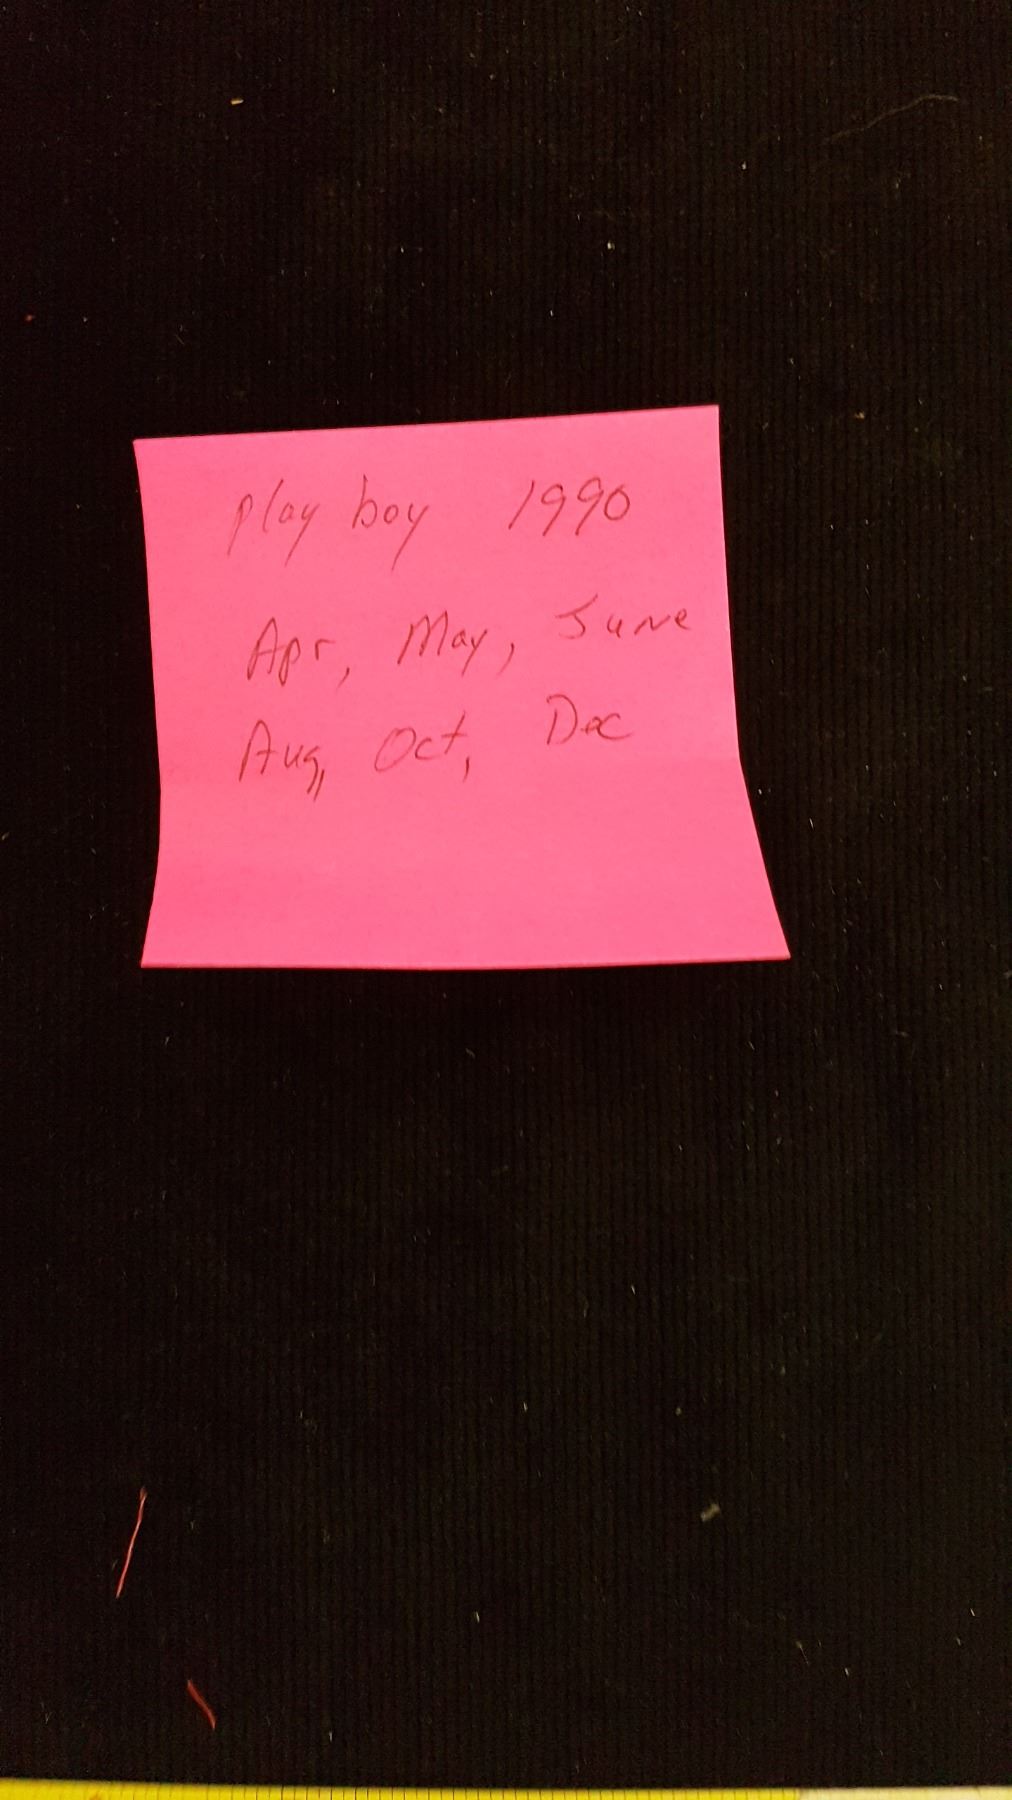 play boy 1990
Apr, May, June
Aug, Oct, Dec